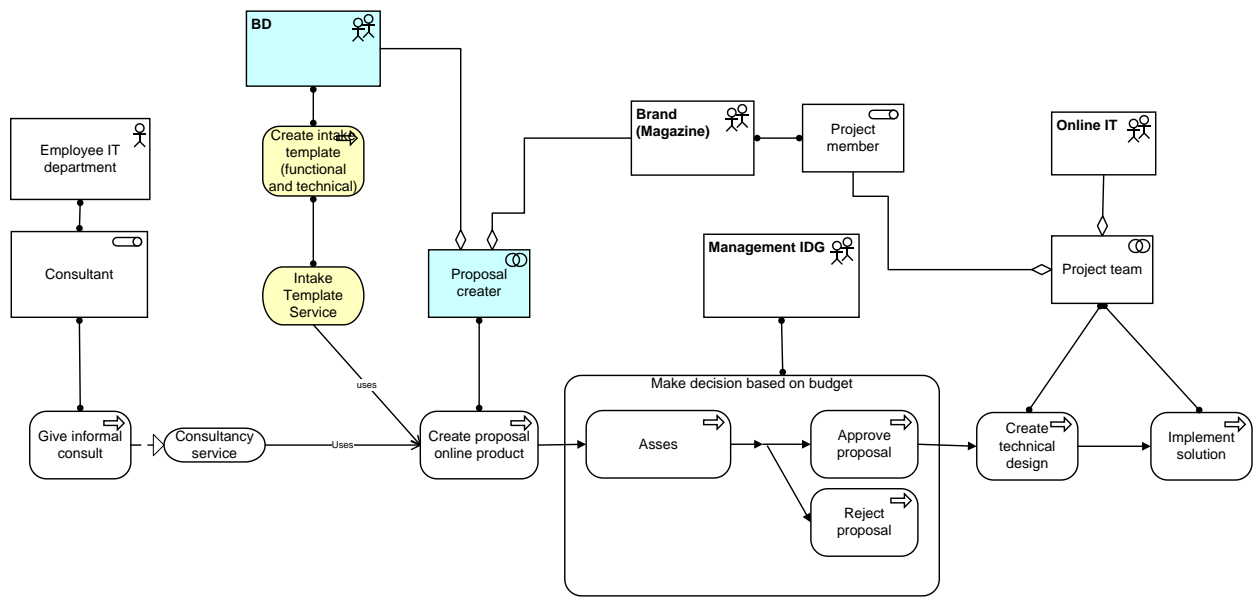 BD
Employee IT
department
Create intake
template
(functional
and technical)
Brand
(Magazine)
Project
member
Online IT
Consultant
Intake
Template
Service
Proposal
creater
Management IDG
Project team
uses
Make decision based on budget
Give informal
consult
Consultancy
service
Uses
Create proposal
online product
Asses
Approve
proposal
Reject
proposal
Create
technical
design
Implement
solution